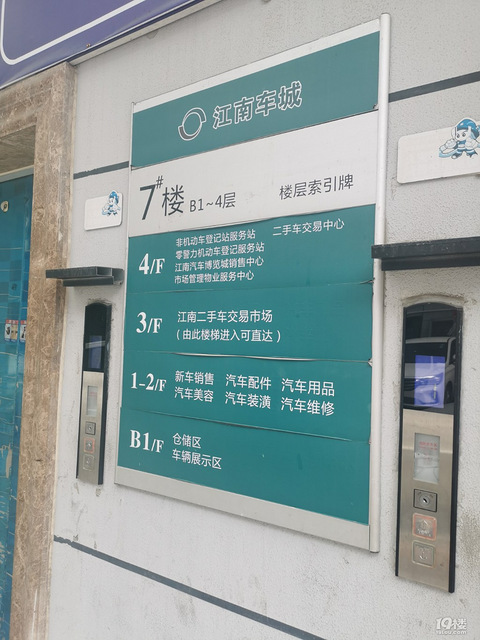 江南车城
7#楼 B1~4层 楼层索引牌
4/F
非机动车登记站服务站 二手车交易中心
零警力机动车登记服务站
江南汽车博览城销售中心
市场管理物业服务中心
3/F
江南二手车交易市场
(由此楼梯进入可直达)
1-2/F
新车销售 汽车配件 汽车用品
汽车美容 汽车装潢 汽车维修
B1/F
仓储区
车辆展示区
19楼
19lou.com